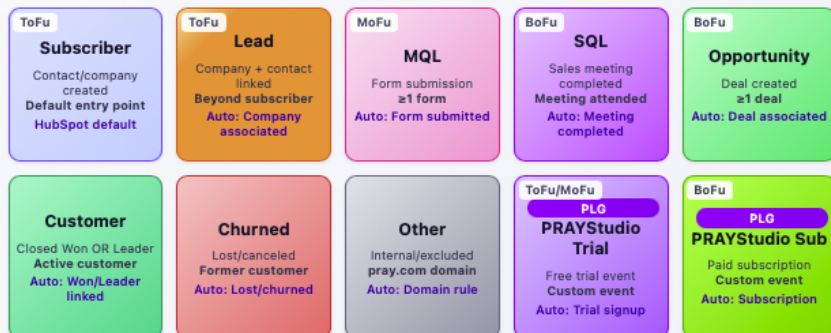 ToFu
Subscriber
Contact/company
created
Default entry point
HubSpot default
ToFu
Lead
Company + contact
linked
Beyond subscriber
Auto: Company
associated
MoFu
MQL
Form submission
≥1 form
Auto: Form submitted
BoFu
SQL
Sales meeting
completed
Meeting attended
Auto: Meeting
completed
BoFu
Opportunity
Deal created
≥1 deal
Auto: Deal associated
Customer
Closed Won OR Leader
Active customer
Auto: Won/Leader
linked
Churned
Lost/canceled
Former customer
Auto: Lost/churned
Other
Internal/excluded
pray.com domain
Auto: Domain rule
ToFu/MoFu
PLG
PRAYStudio
Trial
Free trial event
Custom event
Auto: Trial signup
BoFu
PLG
PRAYStudio Sub
Paid subscription
Custom event
Auto: Subscription